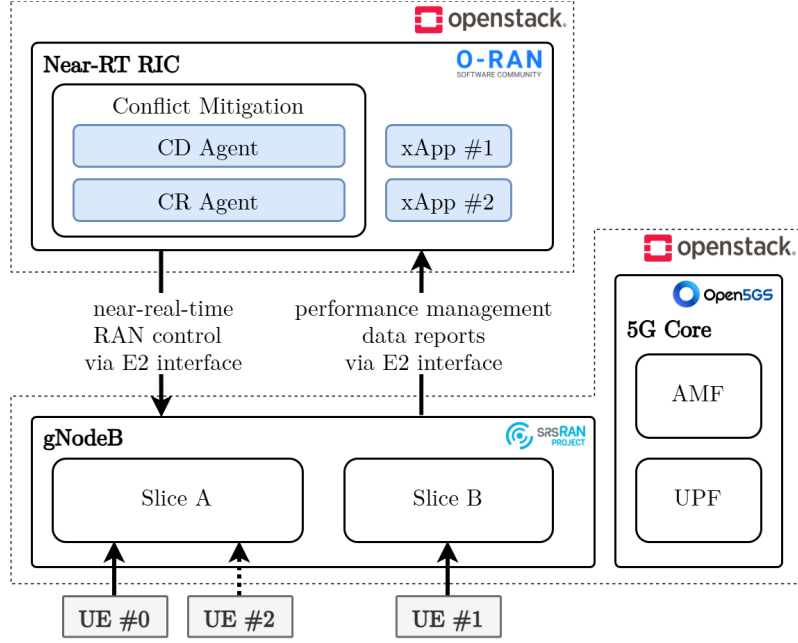 openstack.
Near-RT RIC
O-RAN
SOFTWARE COMMUNITY
Conflict Mitigation
CD Agent
xApp #1
CR Agent
xApp #2
openstack.
near-real-time
RAN control
via E2 interface
performance management
data reports
via E2 interface
Open5GS
5G Core
AMF
UPF
gNodeB
srsRAN
PROJECT
Slice A
Slice B
UE #0
UE #2
UE #1